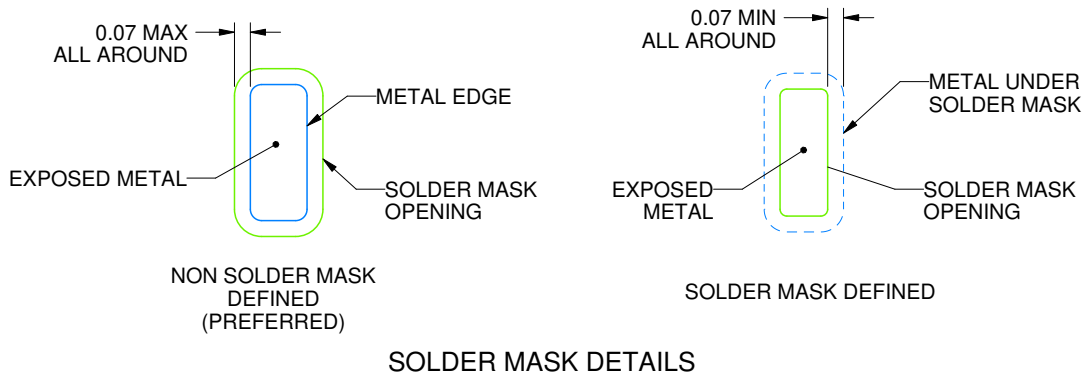 0.07 MAX
ALL AROUND
METAL EDGE
EXPOSED METAL
SOLDER MASK
OPENING
NON SOLDER MASK
DEFINED
(PREFERRED)
0.07 MIN
ALL AROUND
METAL UNDER
SOLDER MASK
EXPOSED
METAL
SOLDER MASK
OPENING
SOLDER MASK DEFINED
SOLDER MASK DETAILS